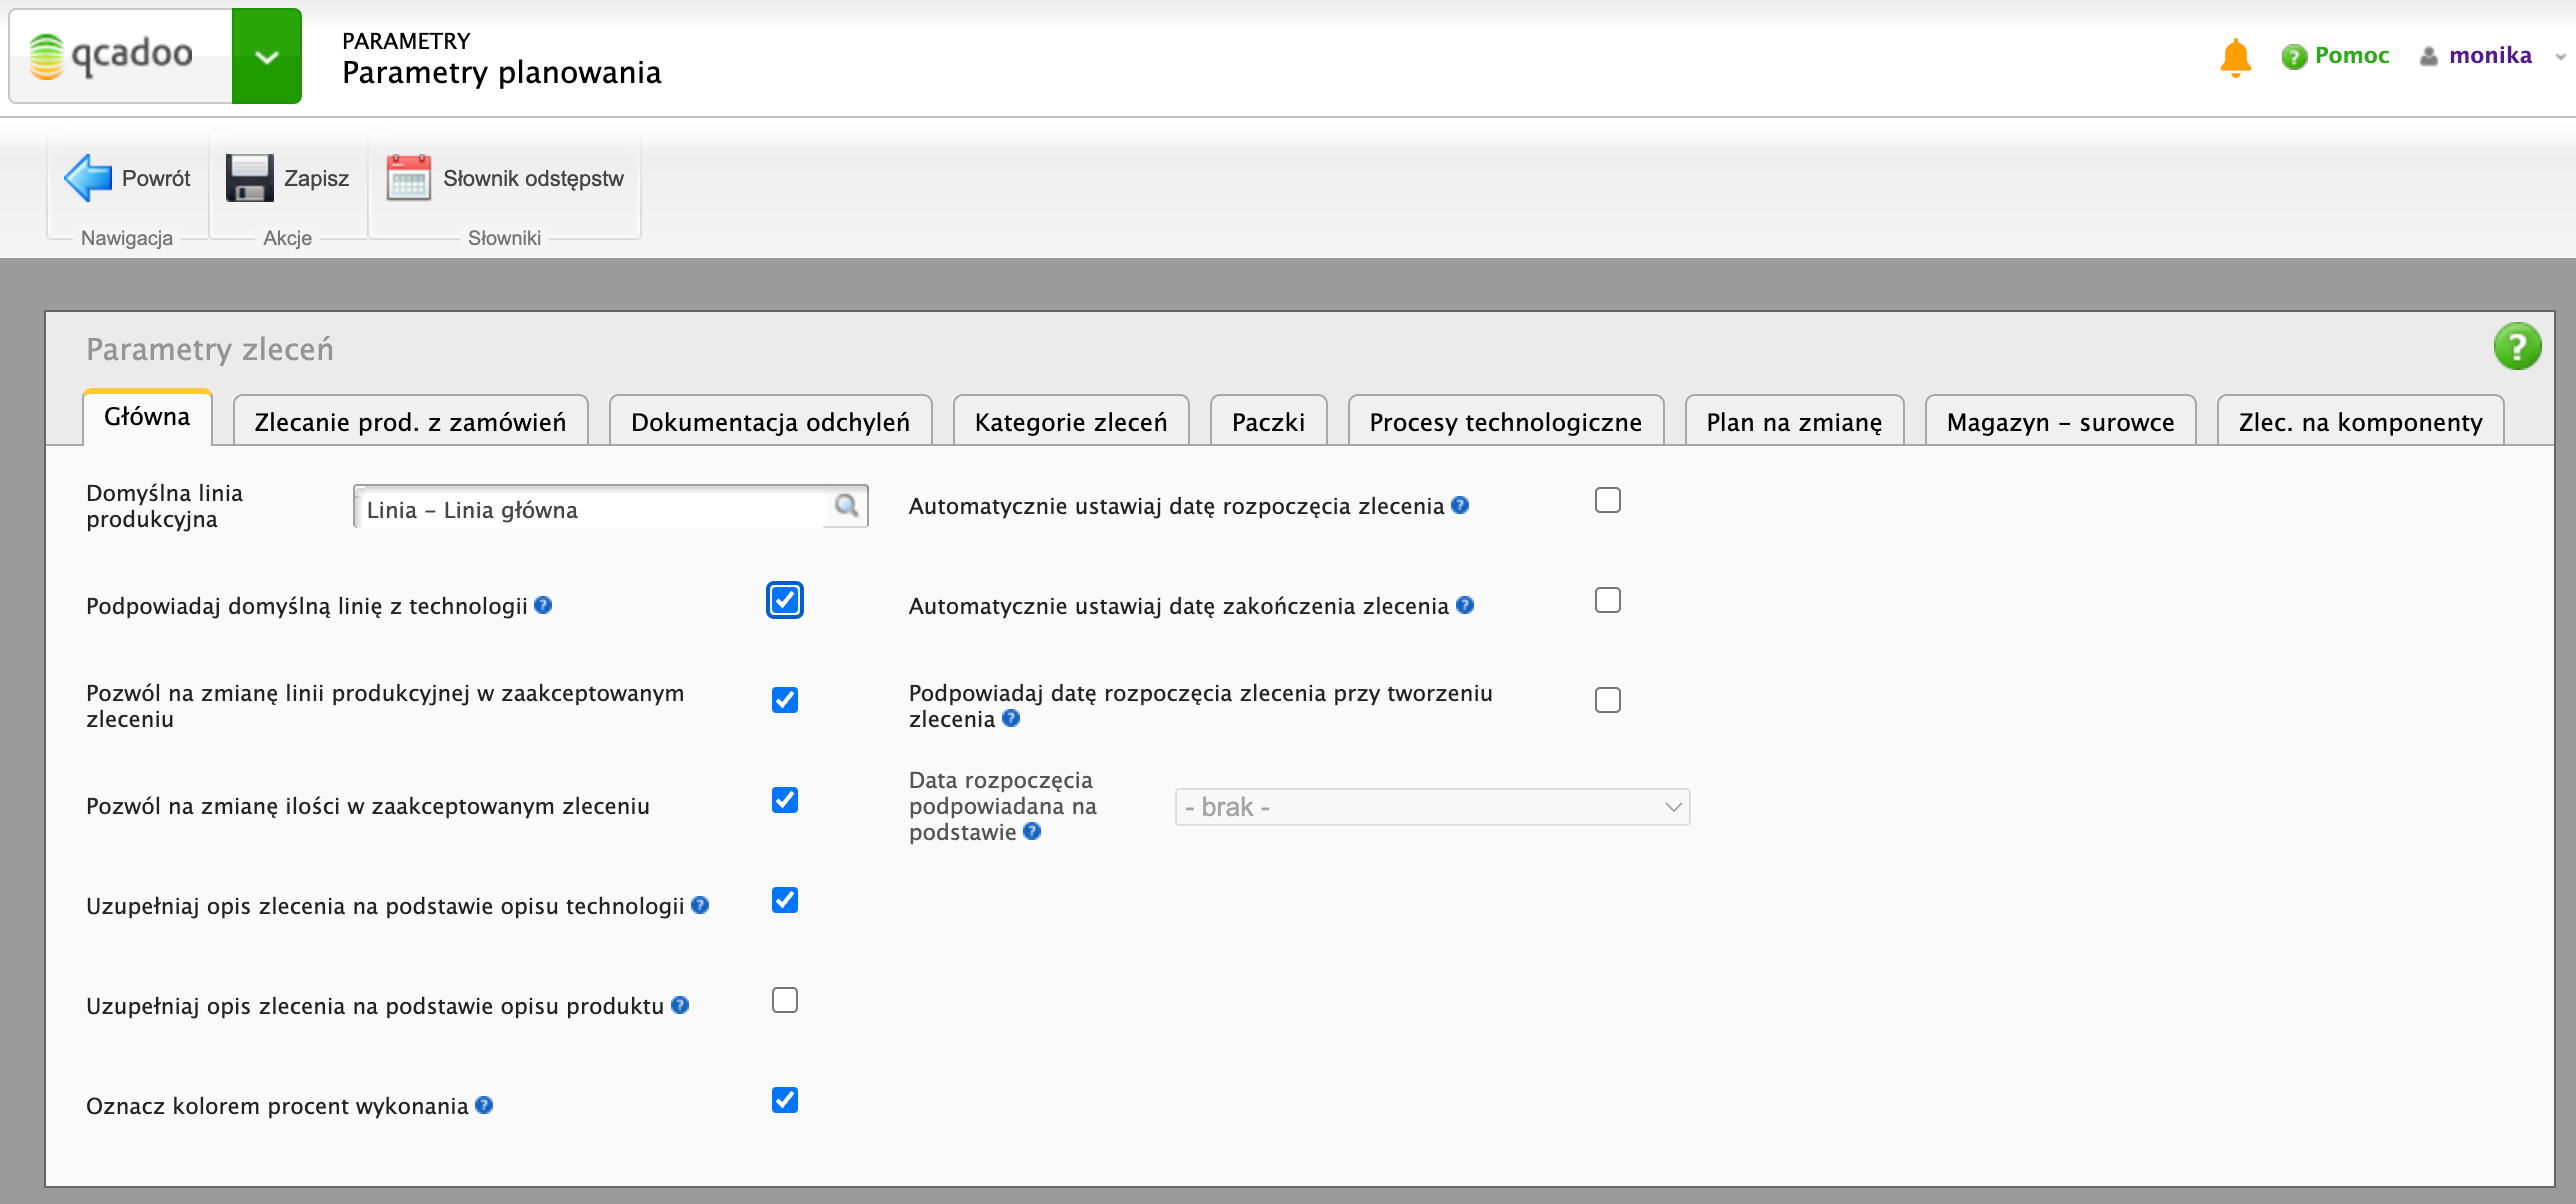 qcadoo
PARAMETRY
Parametry planowania
Pomoc
monika
Powrót
Zapisz
Słownik odstępstw
Nawigacja
Akcje
Słowniki
Parametry zleceń
?
Główna
Zlecanie prod. z zamówień
Dokumentacja odchyleń
Kategorie zleceń
Paczki
Procesy technologiczne
Plan na zmianę
Magazyn – surowce
Zlec. na komponenty
Domyślna linia
produkcyjna
Linia – Linia główna
Podpowiadaj domyślną linię z technologii ?
Pozwól na zmianę linii produkcyjnej w zaakceptowanym
zleceniu
Pozwól na zmianę ilości w zaakceptowanym zleceniu
Uzupełniaj opis zlecenia na podstawie opisu technologii ?
Uzupełniaj opis zlecenia na podstawie opisu produktu ?
Oznacz kolorem procent wykonania ?
Automatycznie ustawiaj datę rozpoczęcia zlecenia ?
Automatycznie ustawiaj datę zakończenia zlecenia ?
Podpowiadaj datę rozpoczęcia zlecenia przy tworzeniu
zlecenia ?
Data rozpoczęcia
podpowiadana na
podstawie ?
- brak -